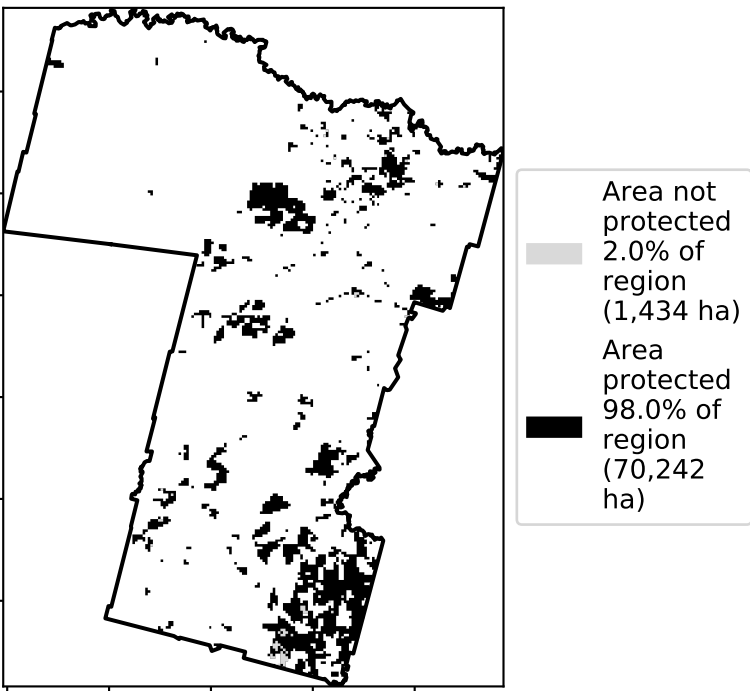 Area not
protected
2.0% of
region
(1,434 ha)
Area
protected
98.0% of
region
(70,242
ha)